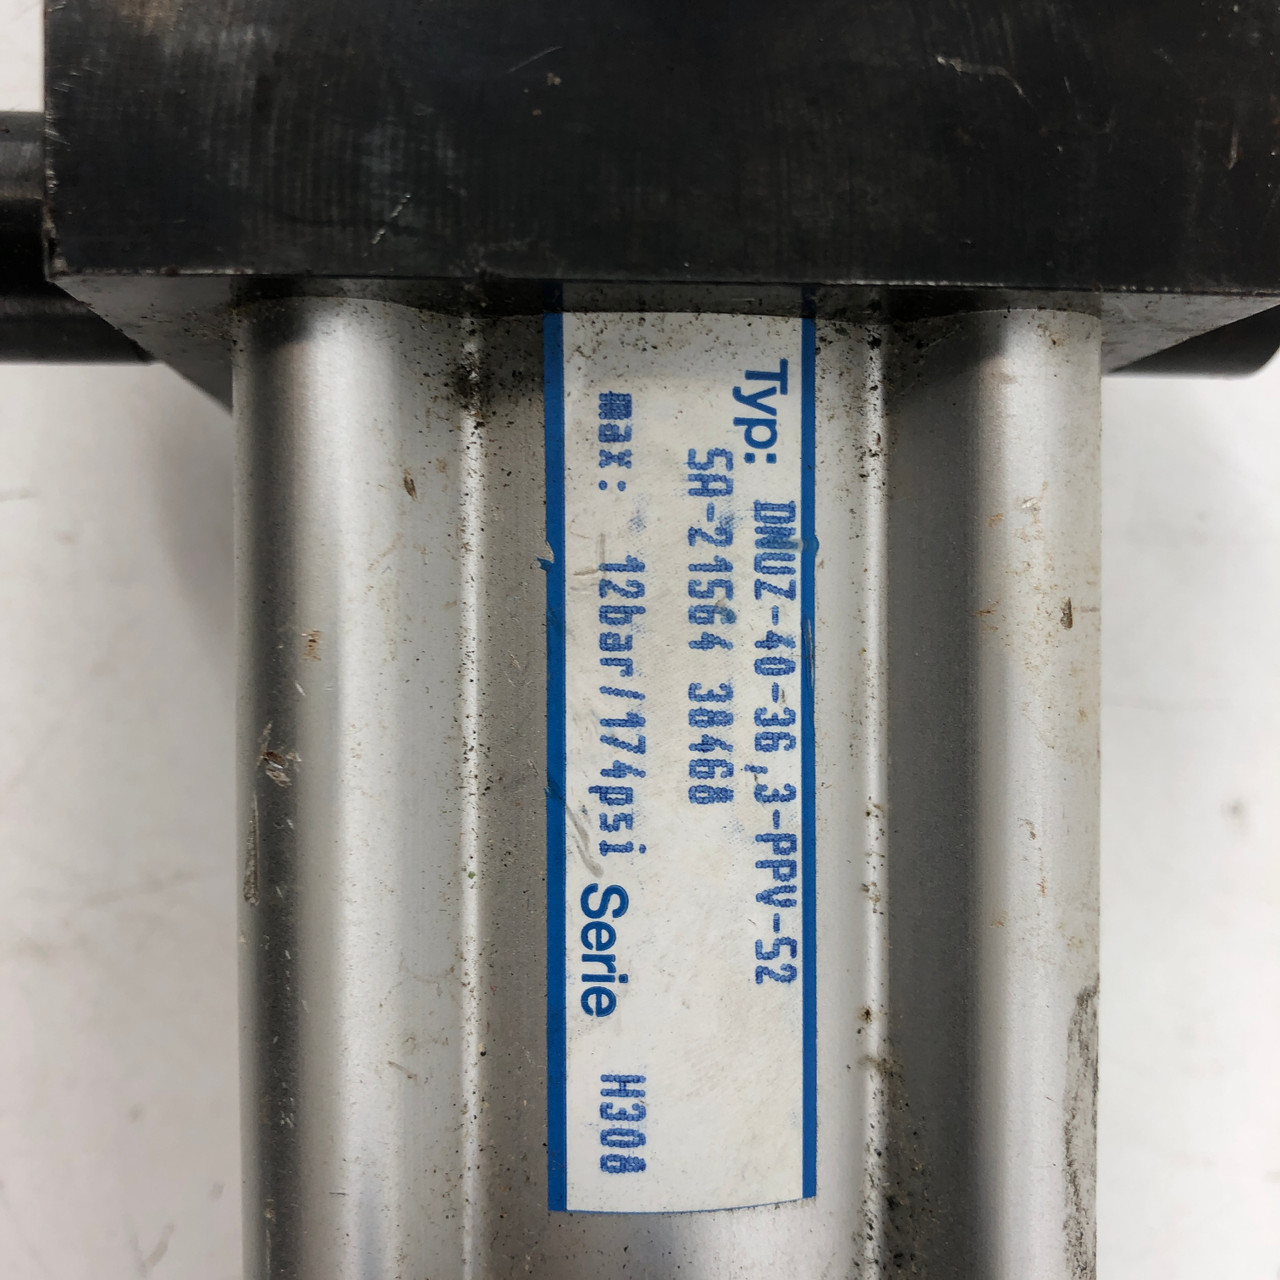 Typ: DNUZ-40-36,3-PPV-S2
SA-21564 38468
max: 12bar/174psi Serie H308